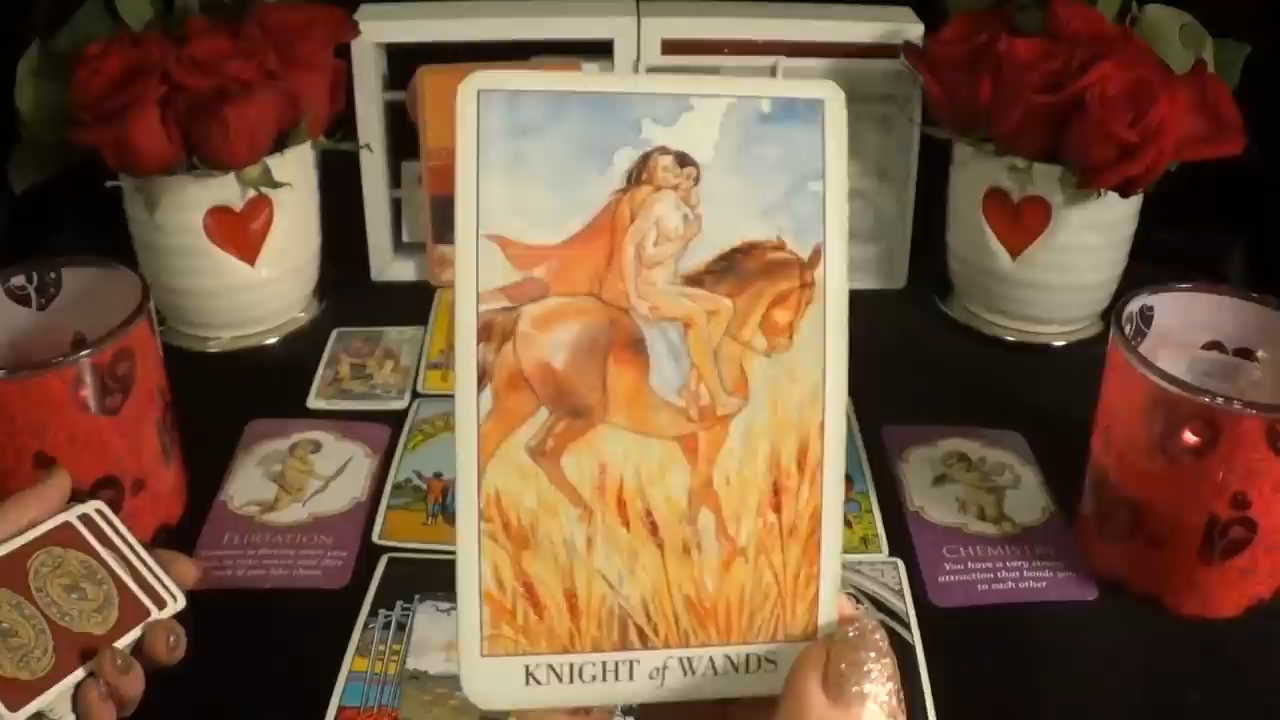 KNIGHT of WANDS
FLIRTATION
CHEMISTRY
You have a very strong
attraction that bonds you
to each other